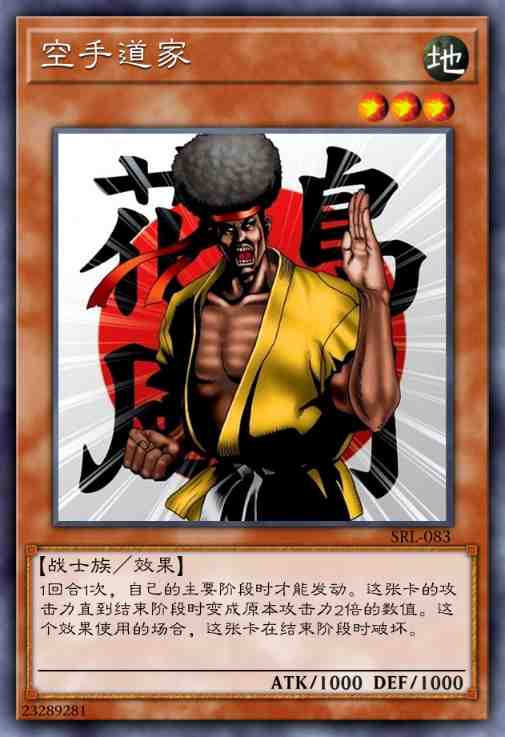 空手道家
地
花鳥
風月
SRL-083
【战士族／效果】
1回合1次，自己的主要阶段时才能发动。这张卡的攻
击力直到结束阶段时变成原本攻击力2倍的数值。这
个效果使用的场合，这张卡在结束阶段时破坏。
ATK/1000 DEF/1000
23289281